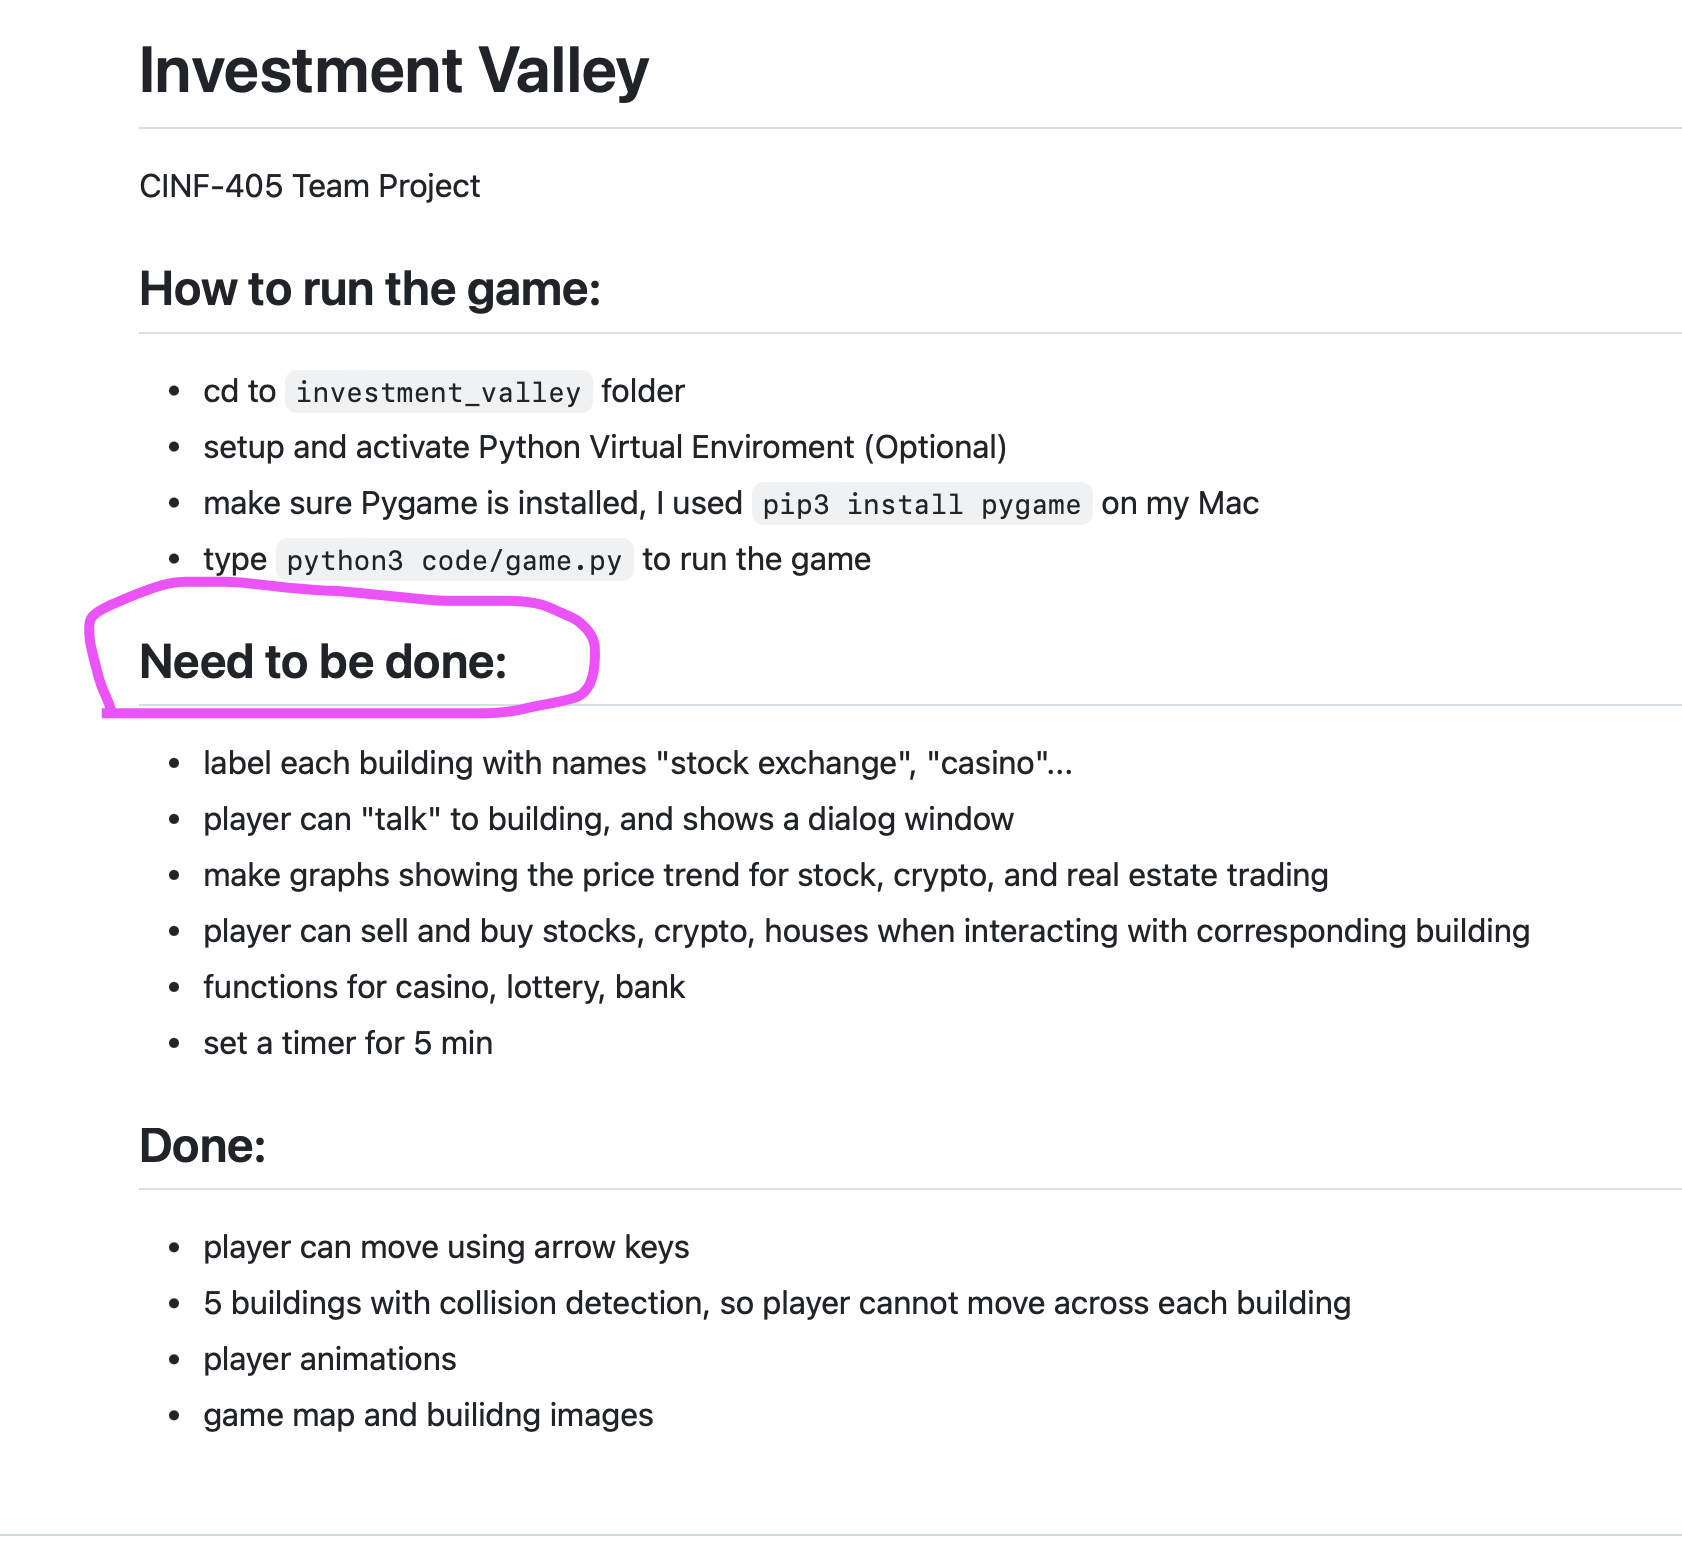 Investment Valley
CINF-405 Team Project
How to run the game:
• cd to investment_valley folder
• setup and activate Python Virtual Enviroment (Optional)
• make sure Pygame is installed, I used pip3 install pygame on my Mac
• type python3 code/game.py to run the game
Need to be done:
• label each building with names "stock exchange", "casino"...
• player can "talk" to building, and shows a dialog window
• make graphs showing the price trend for stock, crypto, and real estate trading
• player can sell and buy stocks, crypto, houses when interacting with corresponding building
• functions for casino, lottery, bank
• set a timer for 5 min
Done:
• player can move using arrow keys
• 5 buildings with collision detection, so player cannot move across each building
• player animations
• game map and builidng images